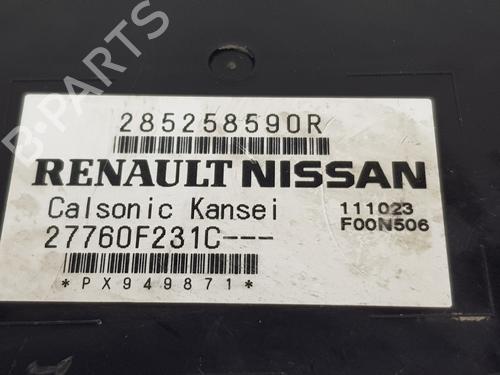 285258590R
RENAULT NISSAN
Calsonic Kansei
111023
F00N506
27760F231C---
*PX949871*
B-PARTS